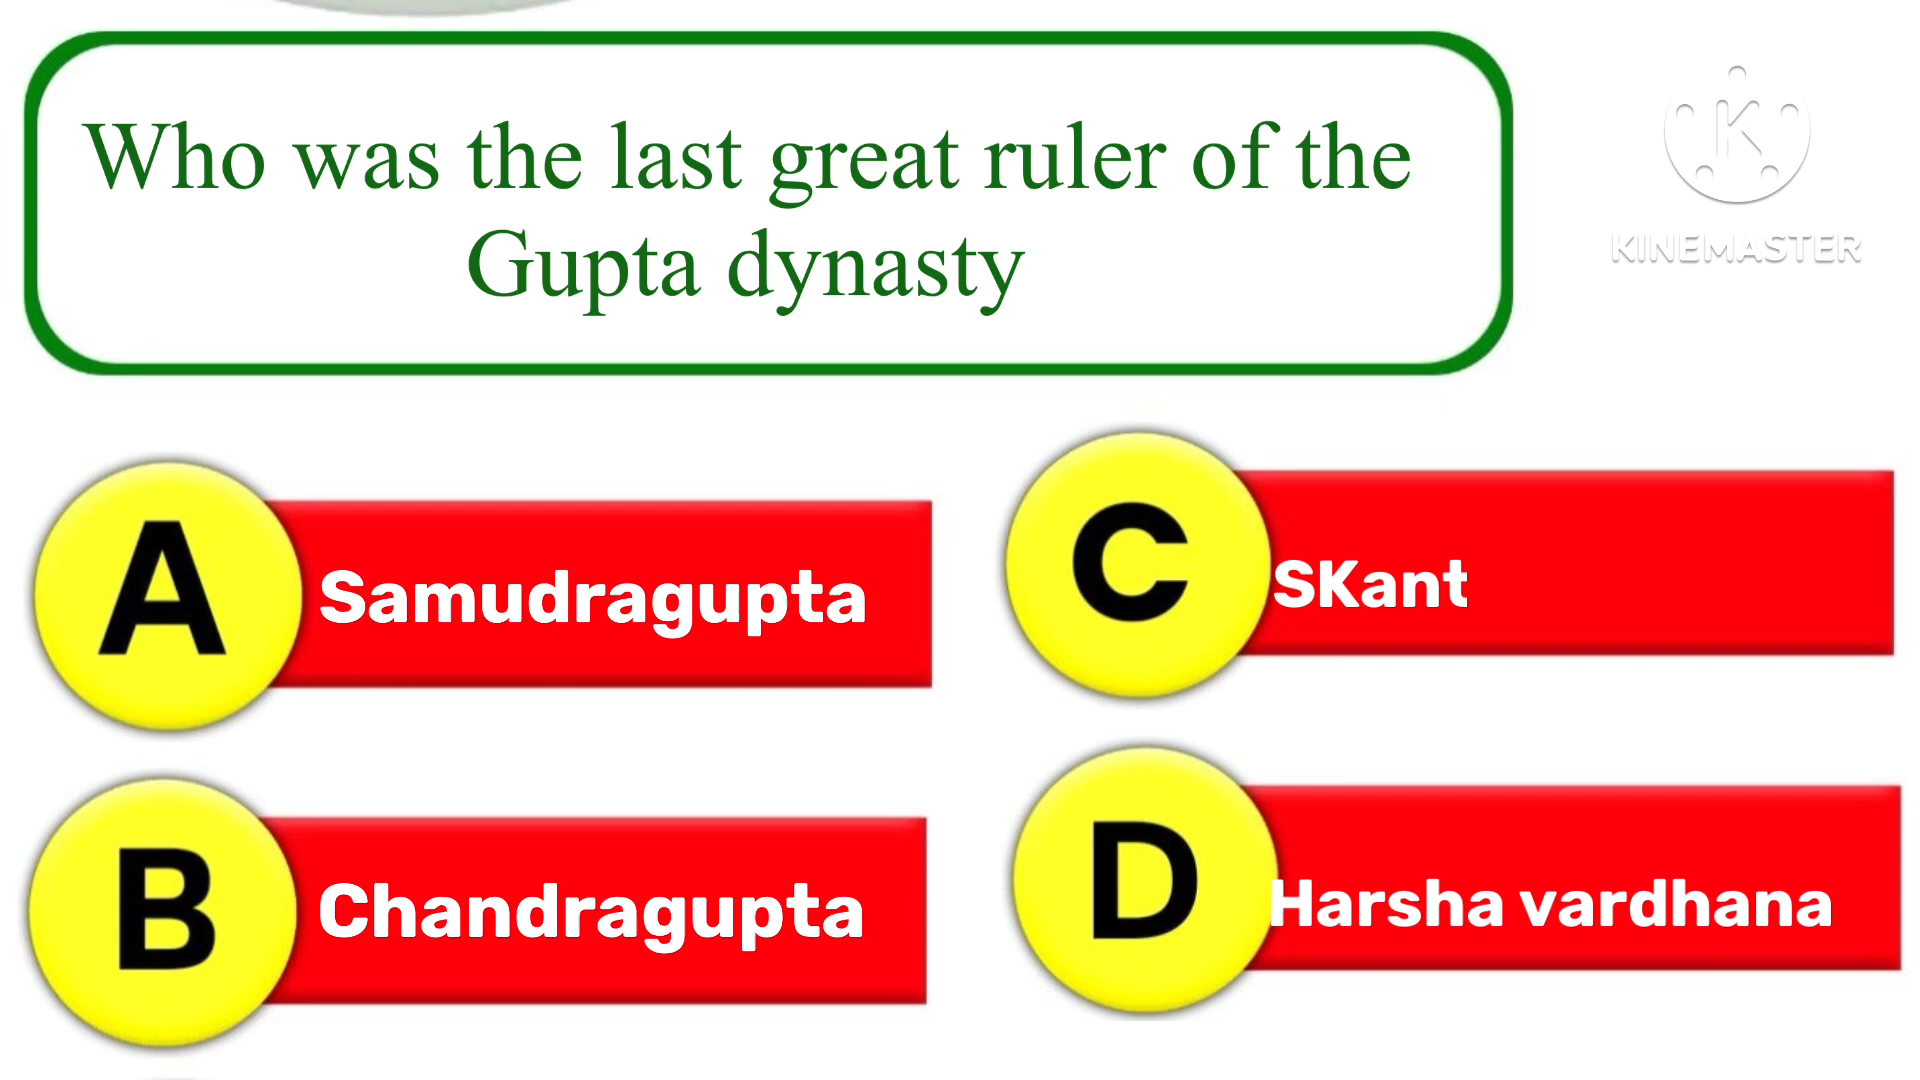 Who was the last great ruler of the
Gupta dynasty
KINEMASTER
A
Samudragupta
B
Chandragupta
C
SKant
D
Harsha vardhana